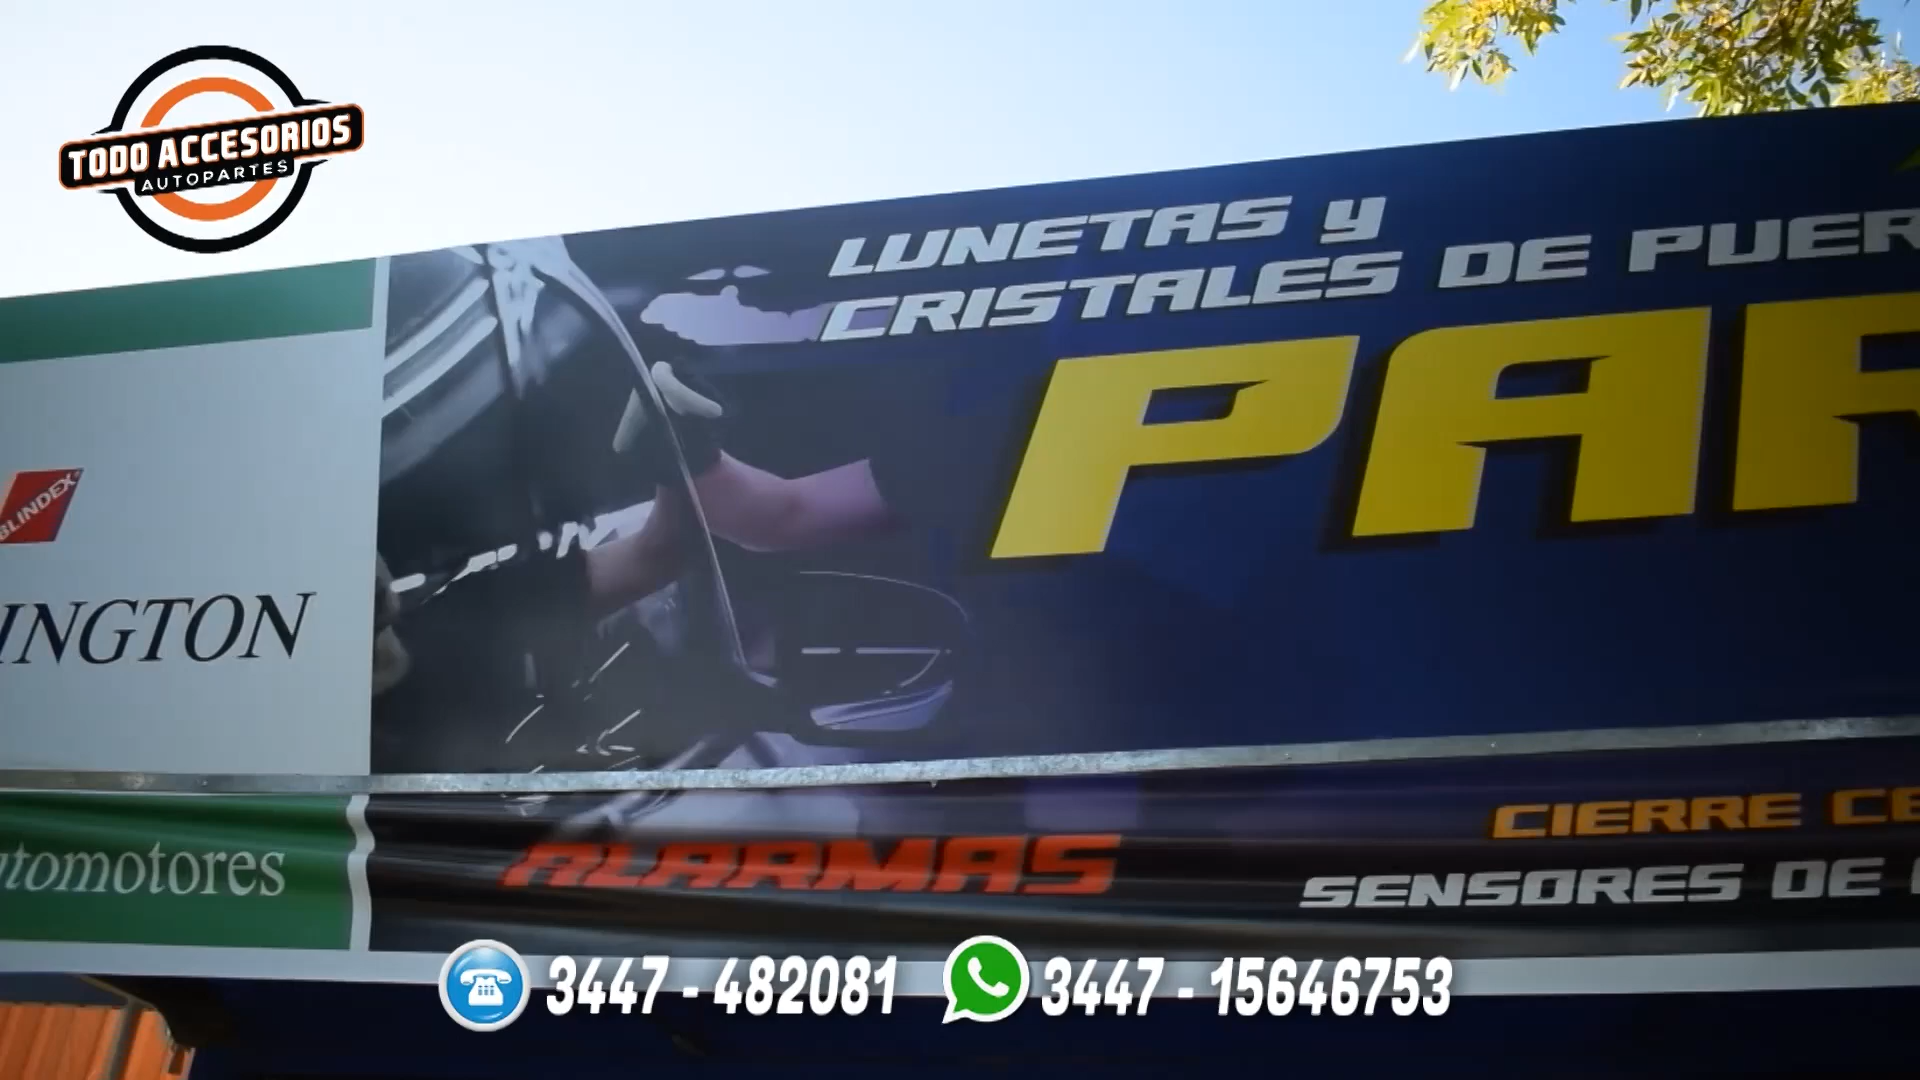 TODO ACCESORIOS
AUTOPARTES
LUNETAS y
CRISTALES DE PUER
PAR
BLINDEX
INGTON
utomotores
ALARMAS
CIERRE CE
SENSORES DE
3447 - 482081
3447 - 15646753